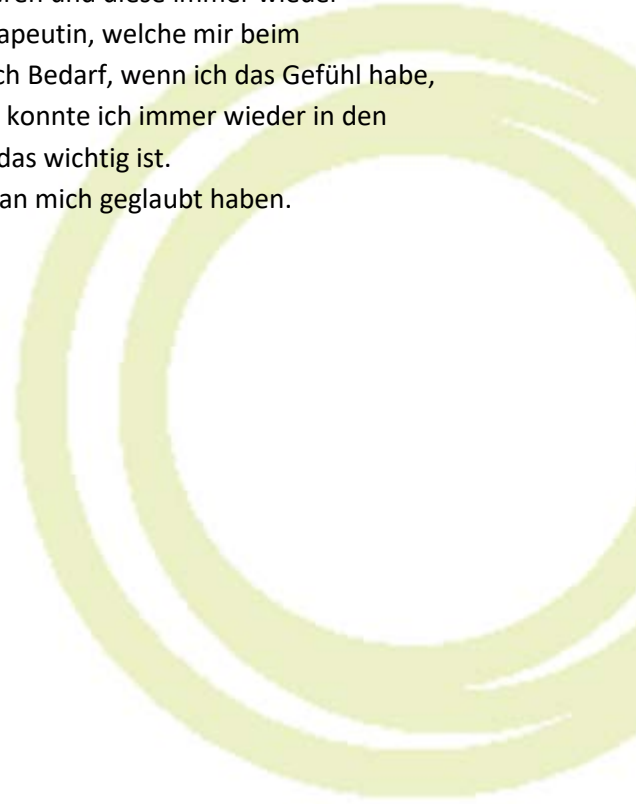 und diese immer wieder
apeutin, welche mir beim
ch Bedarf, wenn ich das Gefühl habe,
konnte ich immer wieder in den
das wichtig ist.
an mich geglaubt haben.